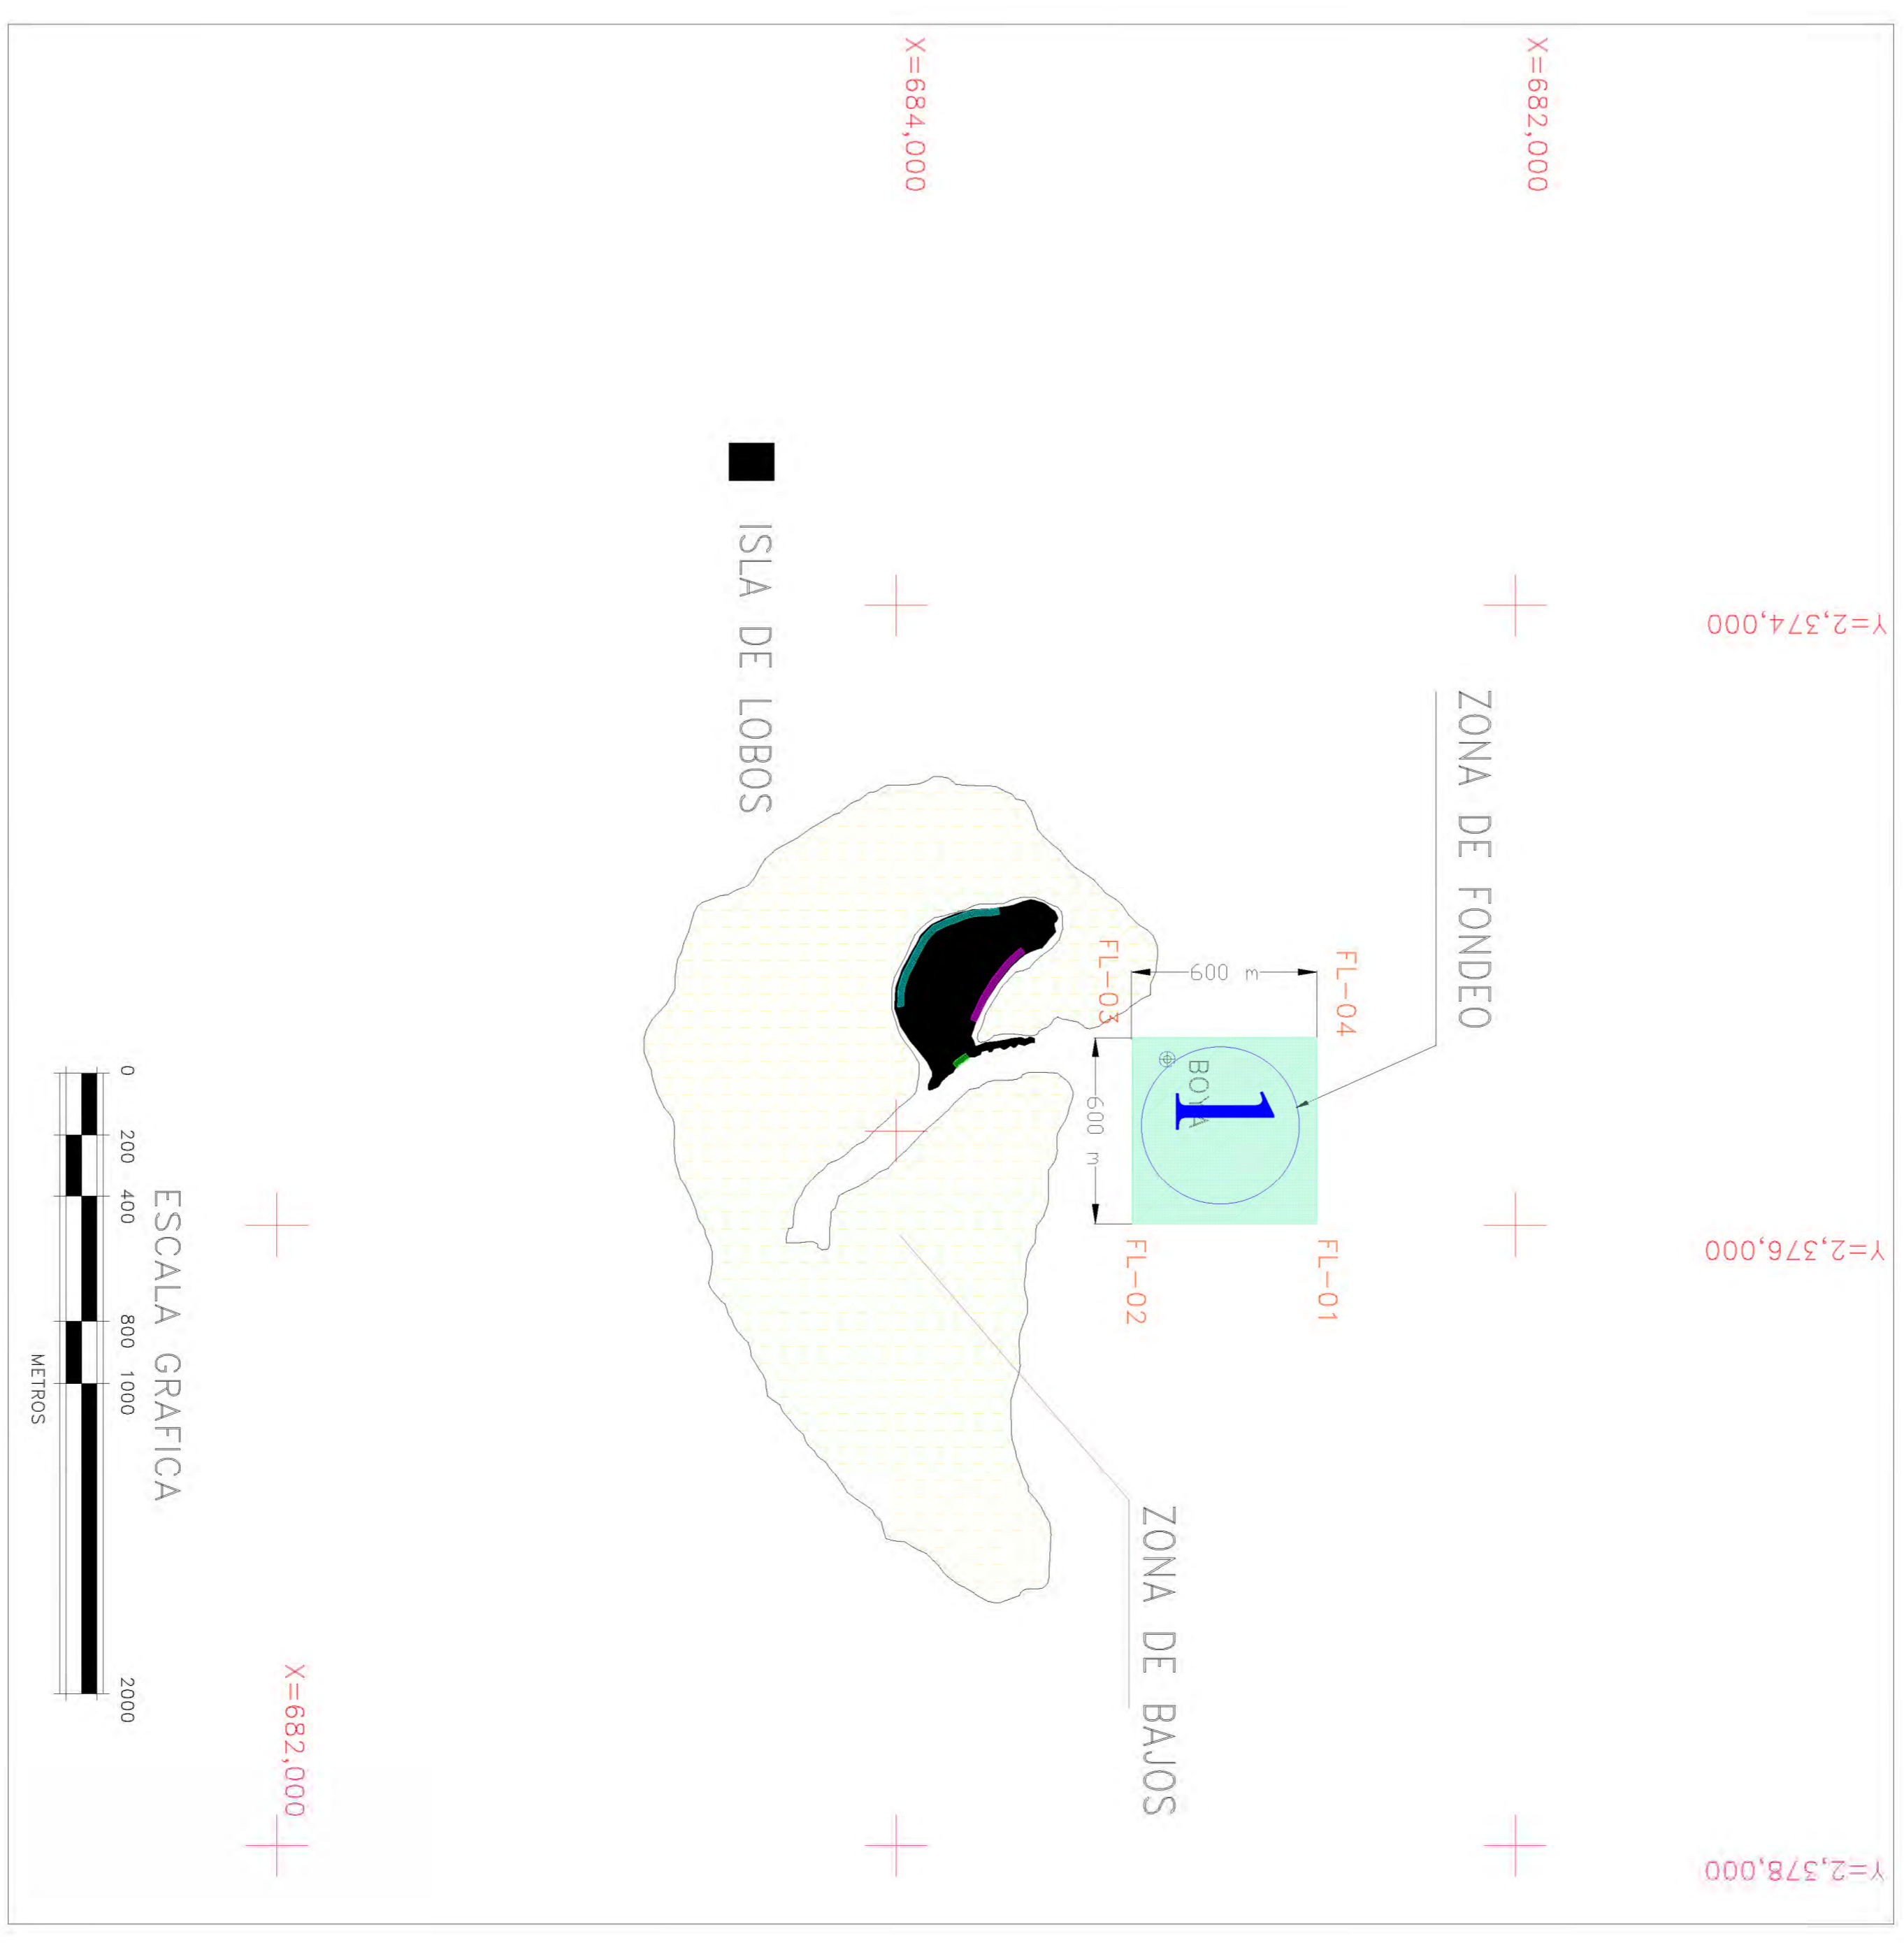 X=684,000
X=682,000
Y=2,374,000
ZONA DE FONDEO
ISLA DE LOBOS
FL-04
FL-03
600 m
BOYA
1
600 m
FL-01
FL-02
Y=2,376,000
ZONA DE BAJOS
ESCALA GRAFICA
0 200 400 800 1000 2000
METROS
X=682,000
Y=2,378,000